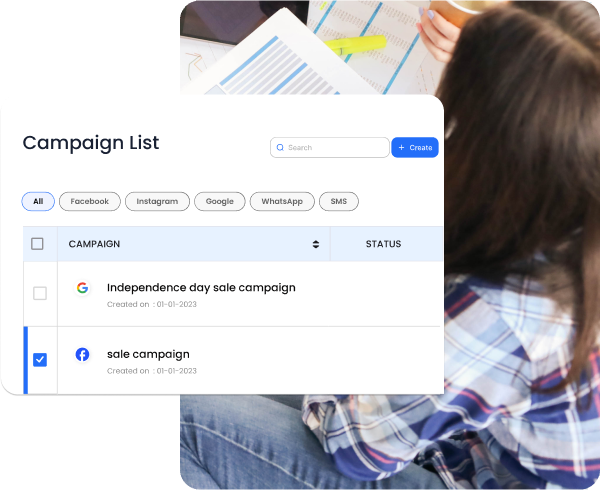 Campaign List
Search
+ Create
All
Facebook
Instagram
Google
WhatsApp
SMS
CAMPAIGN
STATUS
Independence day sale campaign
Created on : 01-01-2023
sale campaign
Created on : 01-01-2023